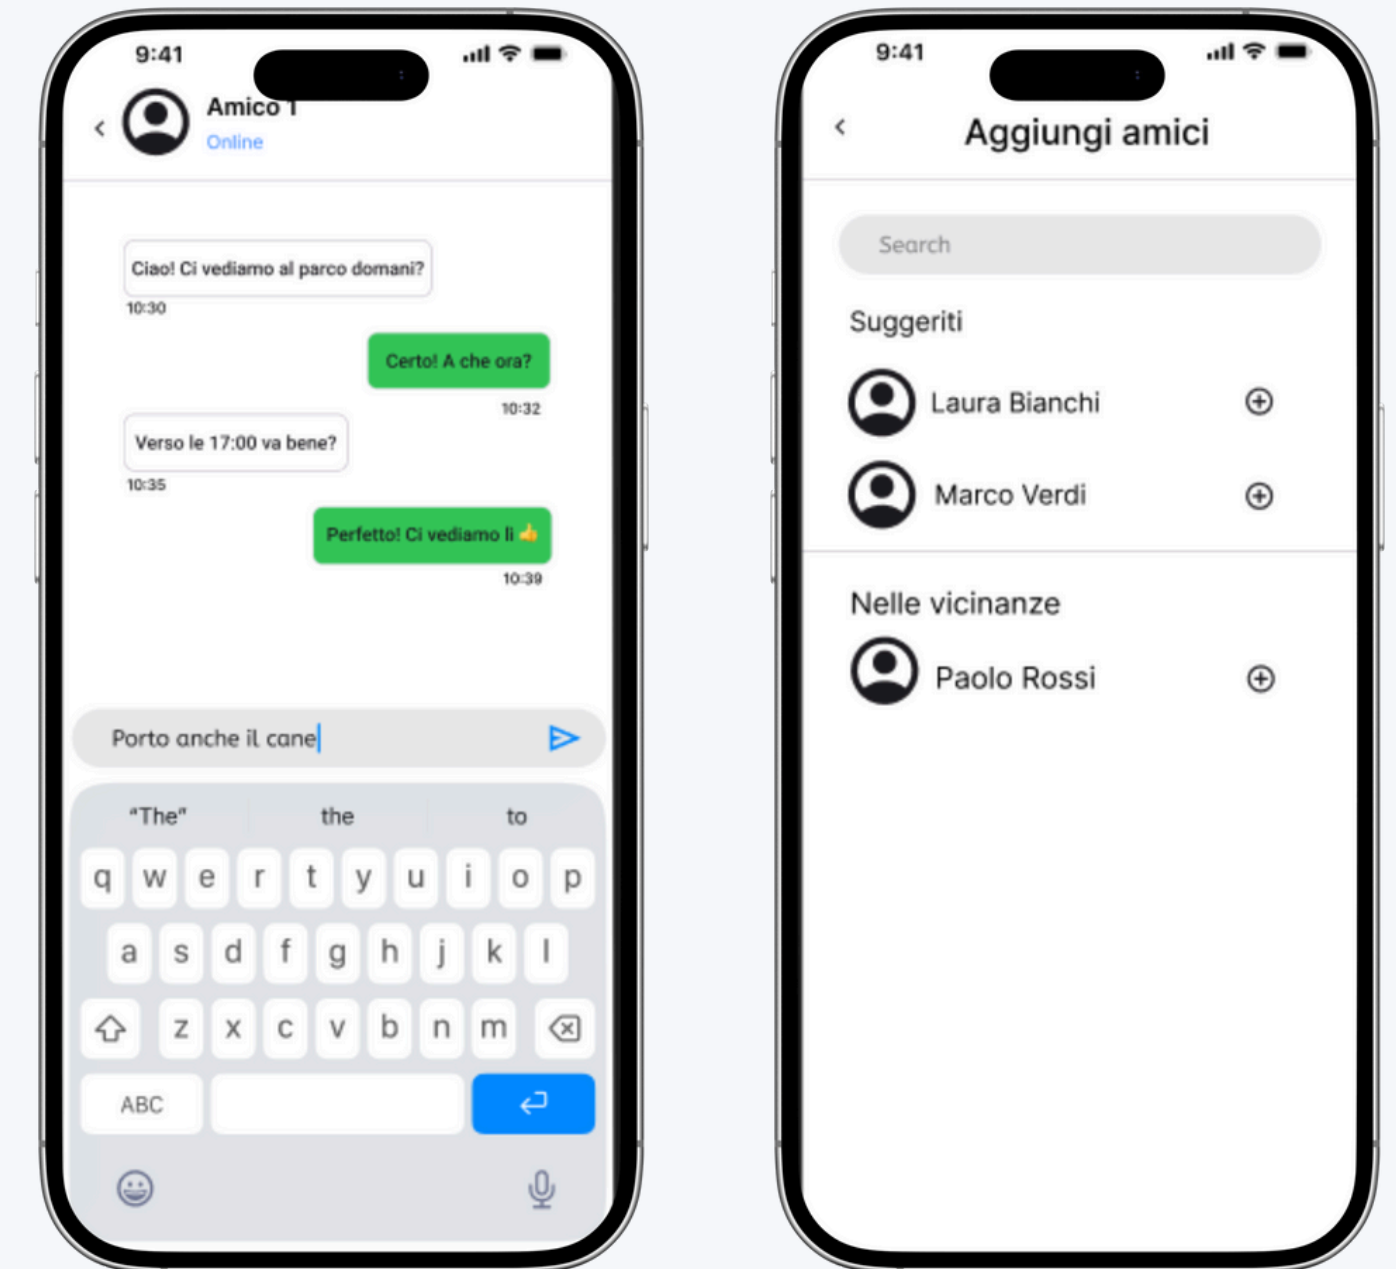 9:41
Amico 1
Online
Ciao! Ci vediamo al parco domani?
10:30
Certo! A che ora?
10:32
Verso le 17:00 va bene?
10:35
Perfetto! Ci vediamo lì 👍
10:39
Porto anche il cane
“The”
the
to
q w e r t y u i o p
a s d f g h j k l
z x c v b n m
ABC
9:41
Aggiungi amici
Search
Suggeriti
Laura Bianchi
Marco Verdi
Nelle vicinanze
Paolo Rossi